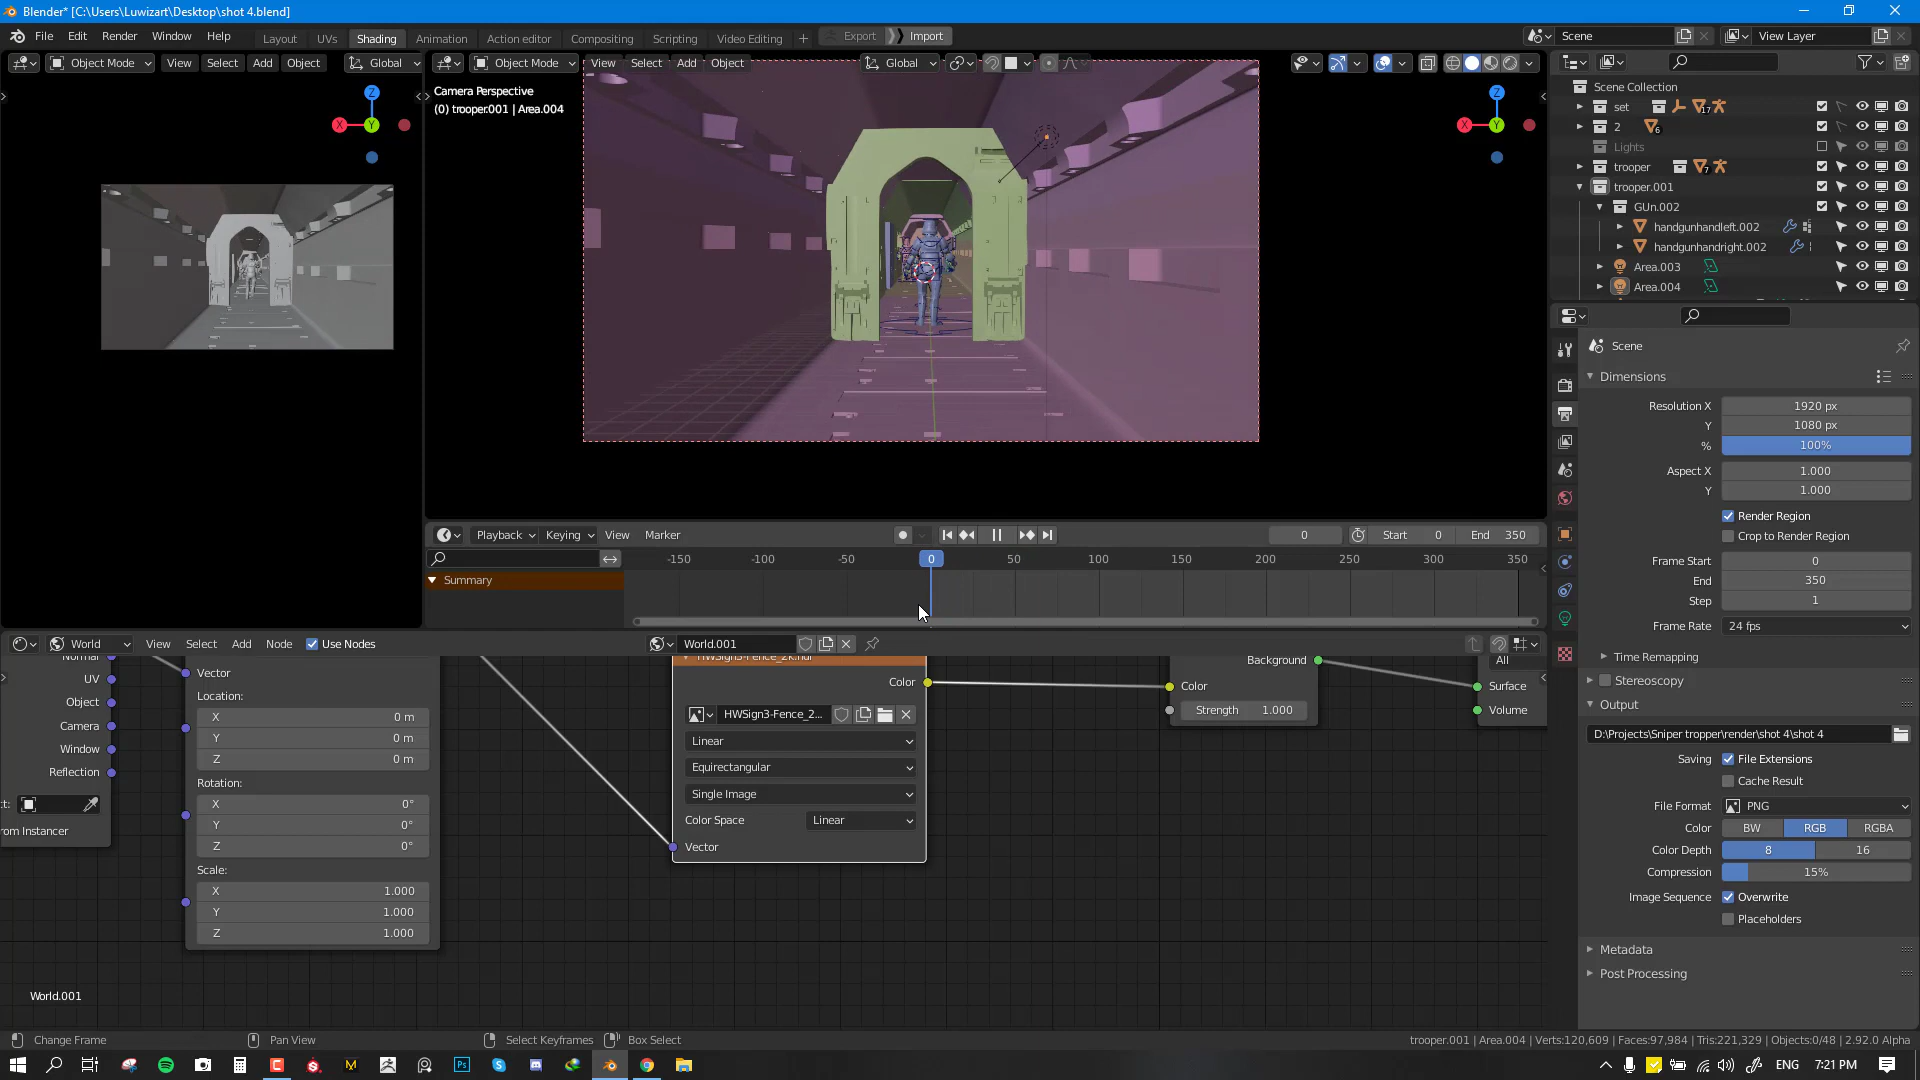 Blender* [C:\Users\Luwizart\Desktop\shot 4.blend]
File Edit Render Window Help
Layout UVs Shading Animation Action editor Compositing Scripting Video Editing + Export Import
Scene View Layer
Object Mode View Select Add Object Global
Object Mode View Select Add Object Global
Camera Perspective
(0) trooper.001 | Area.004
Z
X Y
Z
X Y
Scene Collection
set 17
2 6
Lights
trooper 7
trooper.001
GUn.002
handgunhandleft.002
handgunhandright.002
Area.003
Area.004
Scene
Dimensions
Resolution X 1920 px
Y 1080 px
% 100%
Aspect X 1.000
Y 1.000
Render Region
Crop to Render Region
Frame Start 0
End 350
Step 1
Frame Rate 24 fps
Time Remapping
Stereoscopy
Output
D:\Projects\Sniper tropper\render\shot 4\shot 4
Saving File Extensions
Cache Result
File Format PNG
Color BW RGB RGBA
Color Depth 8 16
Compression 15%
Image Sequence Overwrite
Placeholders
Metadata
Post Processing
Playback Keying View Marker
0 Start 0 End 350
-150 -100 -50 0 50 100 150 200 250 300 350
Summary
World View Select Add Node Use Nodes World.001
Normal
UV
Object
Camera
Window
Reflection
ct:
rom Instancer
Vector
Location:
X 0 m
Y 0 m
Z 0 m
Rotation:
X 0°
Y 0°
Z 0°
Scale:
X 1.000
Y 1.000
Z 1.000
HWSign3-Fence_2k.hdr
Color
HWSign3-Fence_2...
Linear
Equirectangular
Single Image
Color Space Linear
Vector
Background
Color
Strength 1.000
All
Surface
Volume
World.001
Change Frame Pan View Select Keyframes Box Select
trooper.001 | Area.004 | Verts:120,609 | Faces:97,984 | Tris:221,329 | Objects:0/48 | 2.92.0 Alpha
ENG 7:21 PM